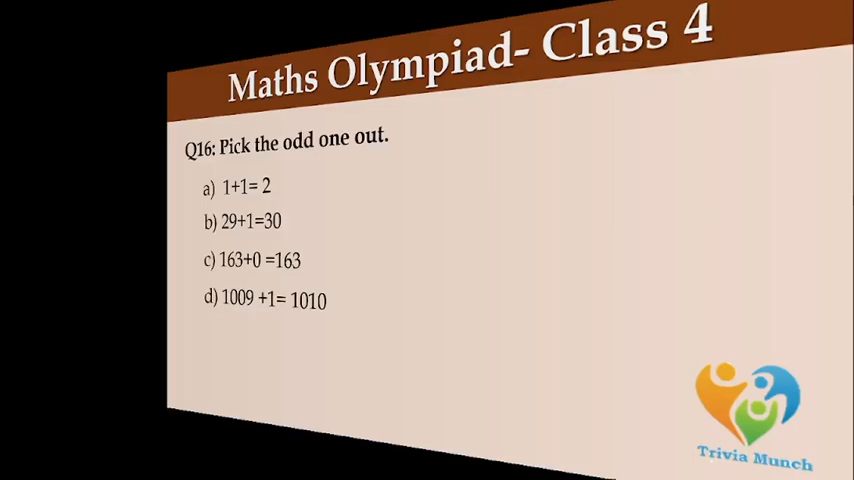 Maths Olympiad- Class 4
Q16: Pick the odd one out.
a) 1+1= 2
b) 29+1=30
c) 163+0 =163
d) 1009 +1= 1010
Trivia Munch